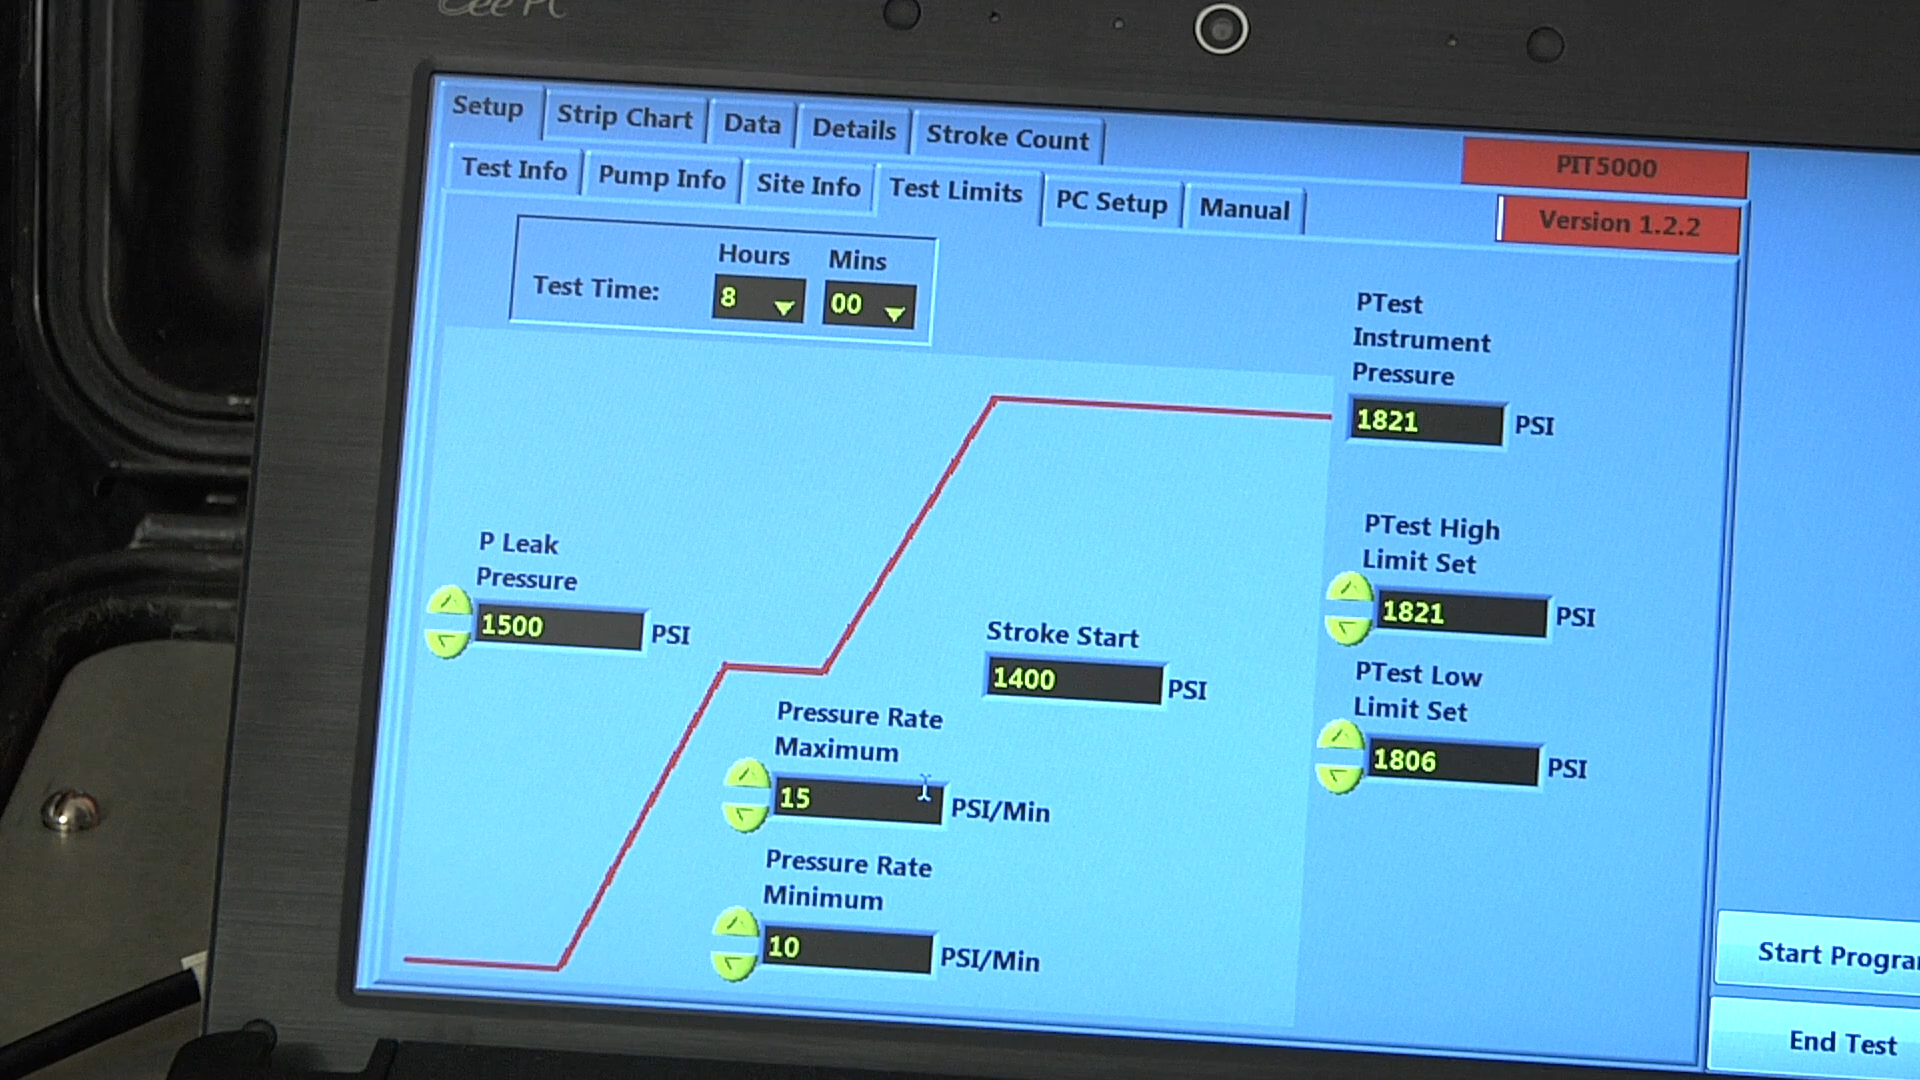 Eee PC
Setup Strip Chart Data Details Stroke Count
PIT5000
Test Info Pump Info Site Info Test Limits PC Setup Manual
Version 1.2.2
Hours Mins
Test Time: 8 00
PTest
Instrument
Pressure
1821 PSI
P Leak
Pressure
1500 PSI
PTest High
Limit Set
1821 PSI
Stroke Start
1400 PSI
PTest Low
Limit Set
1806 PSI
Pressure Rate
Maximum
15 PSI/Min
Pressure Rate
Minimum
10 PSI/Min
Start
End Test